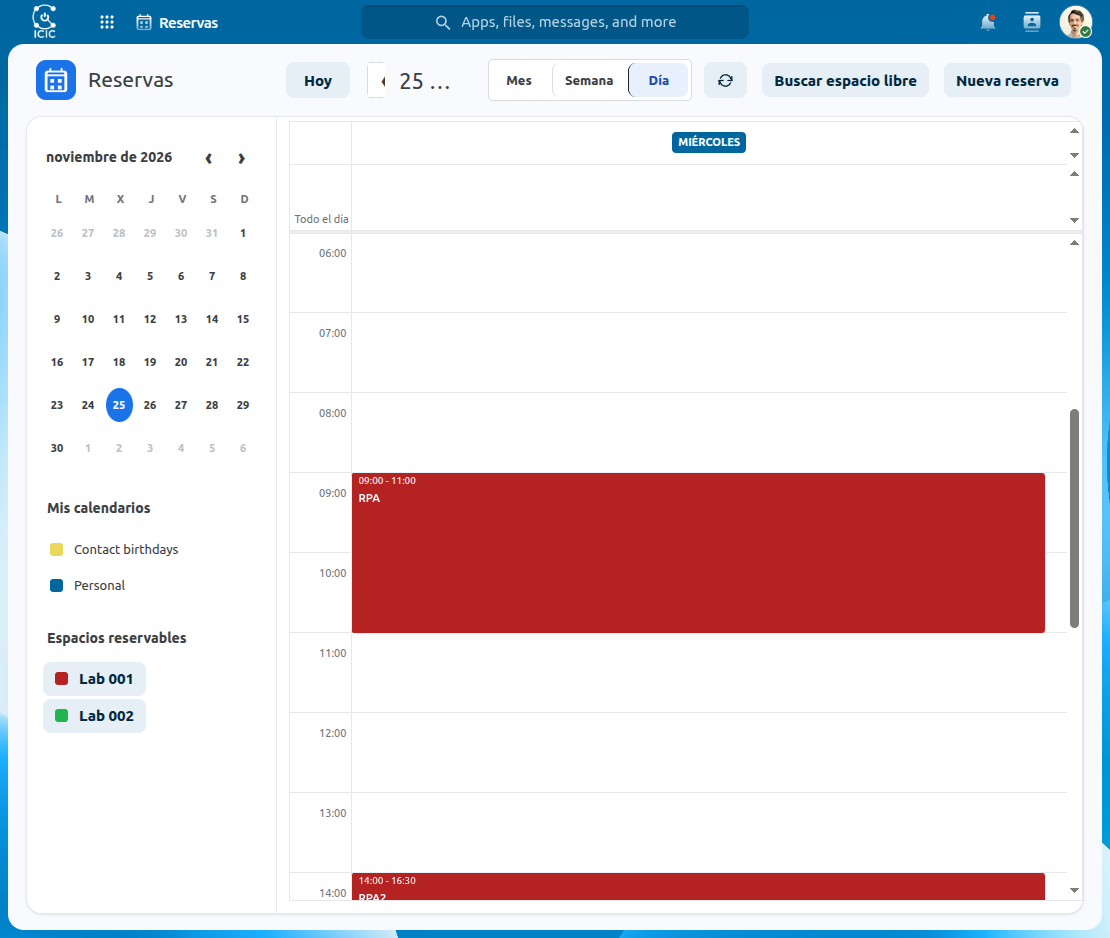 ICIC
Reservas
Apps, files, messages, and more
Reservas
Hoy
25 ...
Mes
Semana
Día
Buscar espacio libre
Nueva reserva
noviembre de 2026
L M X J V S D
26 27 28 29 30 31 1
2 3 4 5 6 7 8
9 10 11 12 13 14 15
16 17 18 19 20 21 22
23 24 25 26 27 28 29
30 1 2 3 4 5 6
Mis calendarios
Contact birthdays
Personal
Espacios reservables
Lab 001
Lab 002
MIÉRCOLES
Todo el día
06:00
07:00
08:00
09:00
09:00 - 11:00
RPA
10:00
11:00
12:00
13:00
14:00
14:00 - 16:30
RPA2